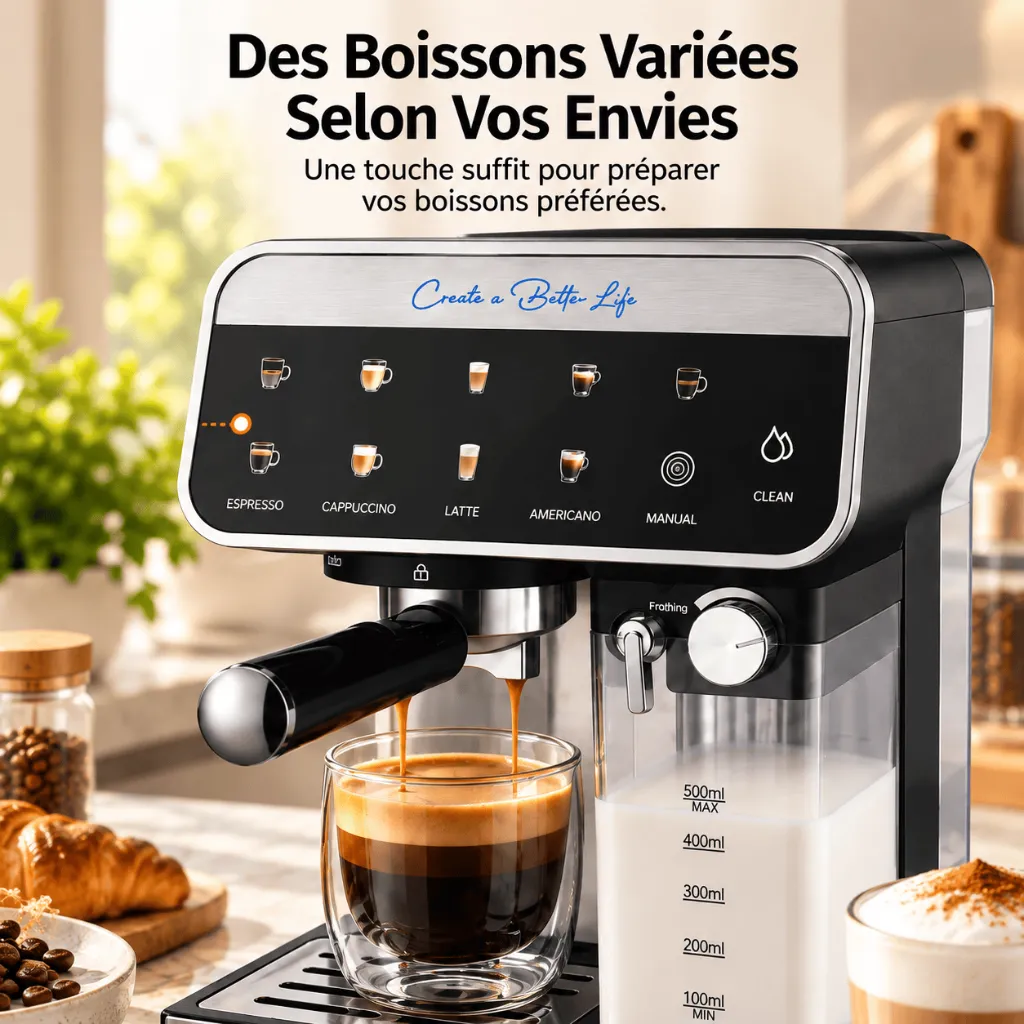 Des Boissons Variées
Selon Vos Envies
Une touche suffit pour préparer
vos boissons préférées.
Create a Better Life
ESPRESSO
CAPPUCCINO
LATTE
AMERICANO
MANUAL
CLEAN
Frothing
500ml
MAX
400ml
300ml
200ml
100ml
MIN